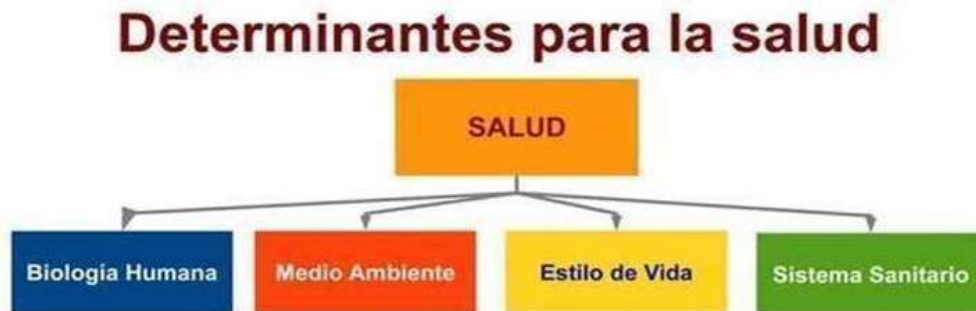 Determinantes para la salud
SALUD
Biología Humana
Medio Ambiente
Estilo de Vida
Sistema Sanitario